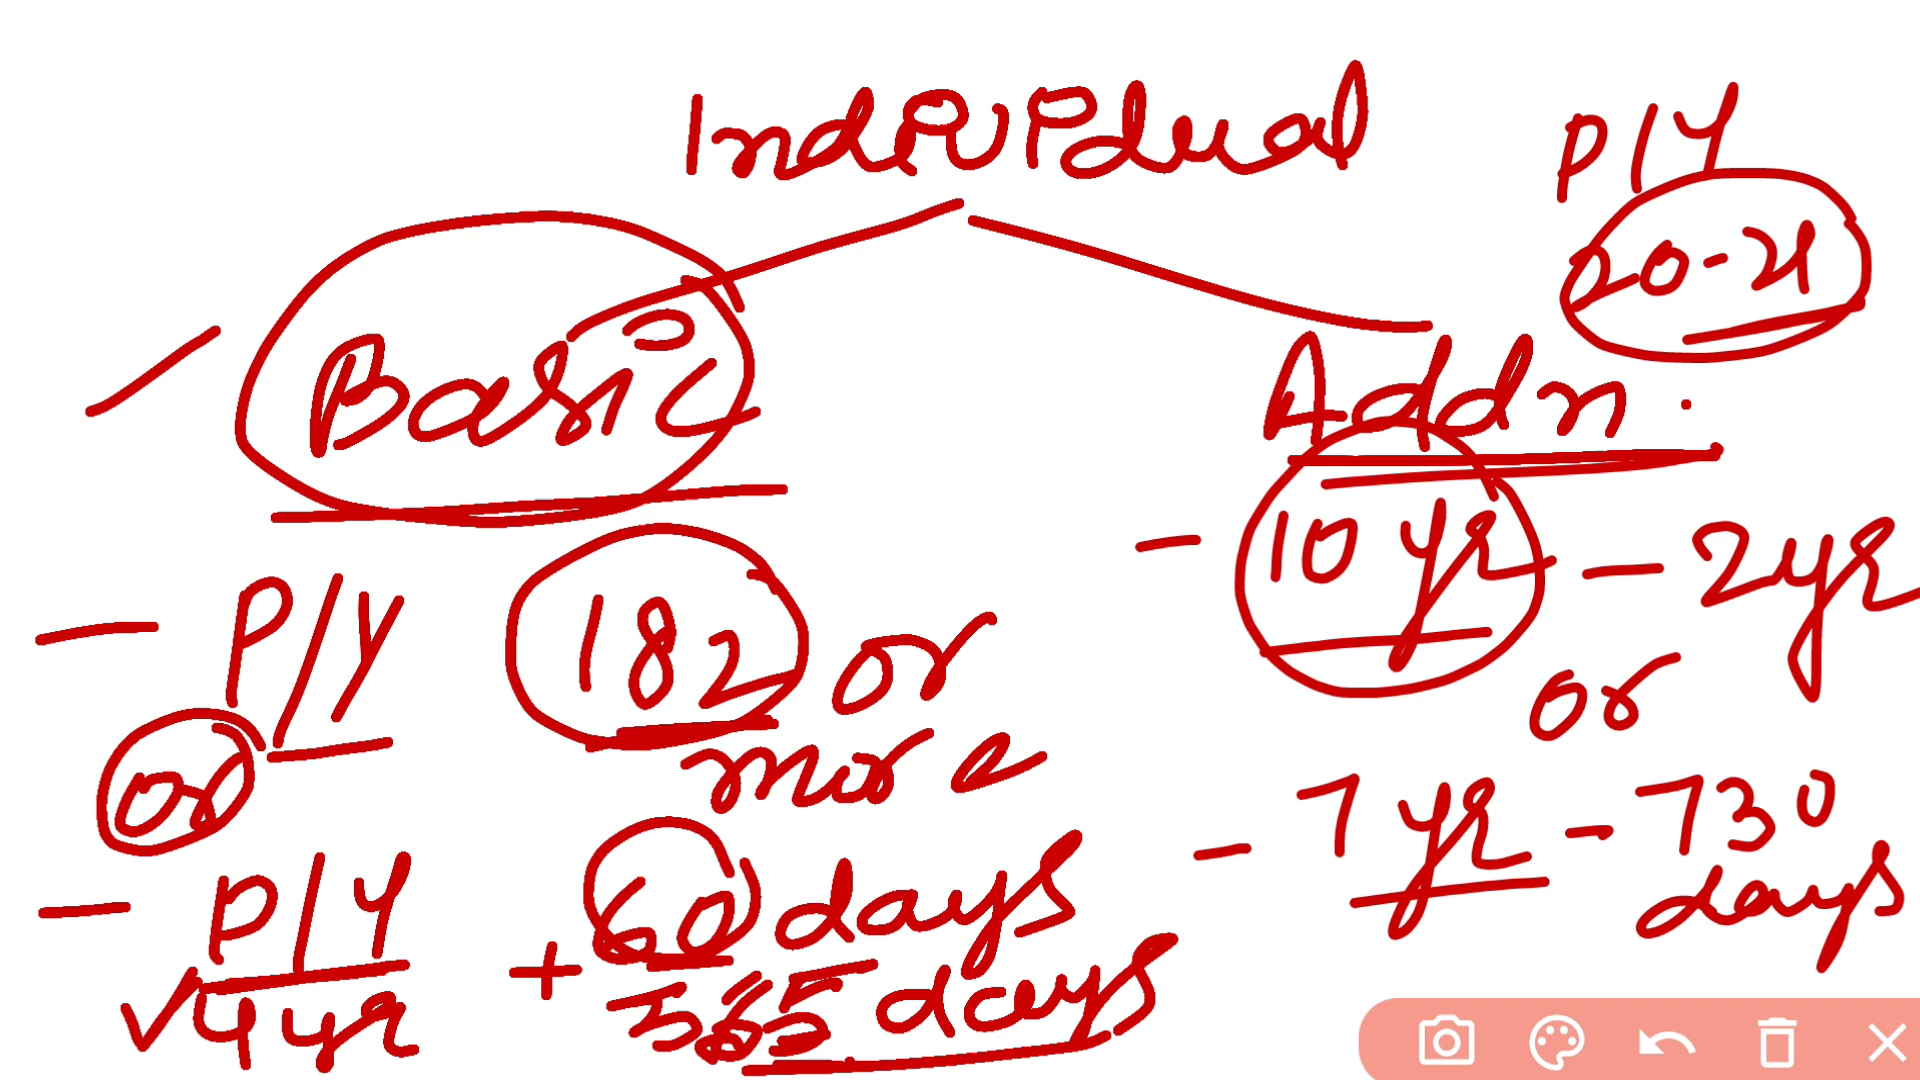 Individual
P/Y
20-21
Basic
Addn.
- P/Y 182 or more
or
- P/Y 60 days
4 yr + 365 days
- 10 yr - 2 yr
or
- 7 yr - 730 days